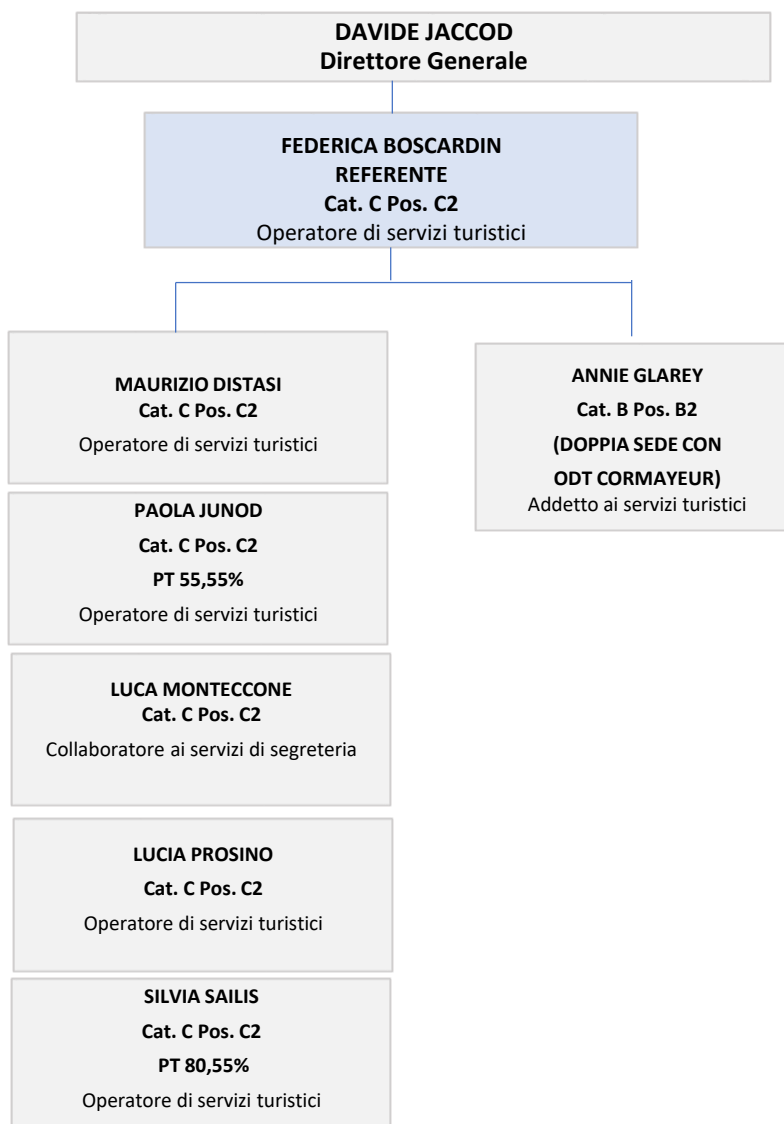 DAVIDE JACCOD
Direttore Generale
FEDERICA BOSCARDIN
REFERENTE
Cat. C Pos. C2
Operatore di servizi turistici
MAURIZIO DISTASI
Cat. C Pos. C2
Operatore di servizi turistici
PAOLA JUNOD
Cat. C Pos. C2
PT 55,55%
Operatore di servizi turistici
LUCA MONTECCONE
Cat. C Pos. C2
Collaboratore ai servizi di segreteria
LUCIA PROSINO
Cat. C Pos. C2
Operatore di servizi turistici
SILVIA SAILIS
Cat. C Pos. C2
PT 80,55%
Operatore di servizi turistici
ANNIE GLAREY
Cat. B Pos. B2
(DOPPIA SEDE CON
ODT CORMAYEUR)
Addetto ai servizi turistici